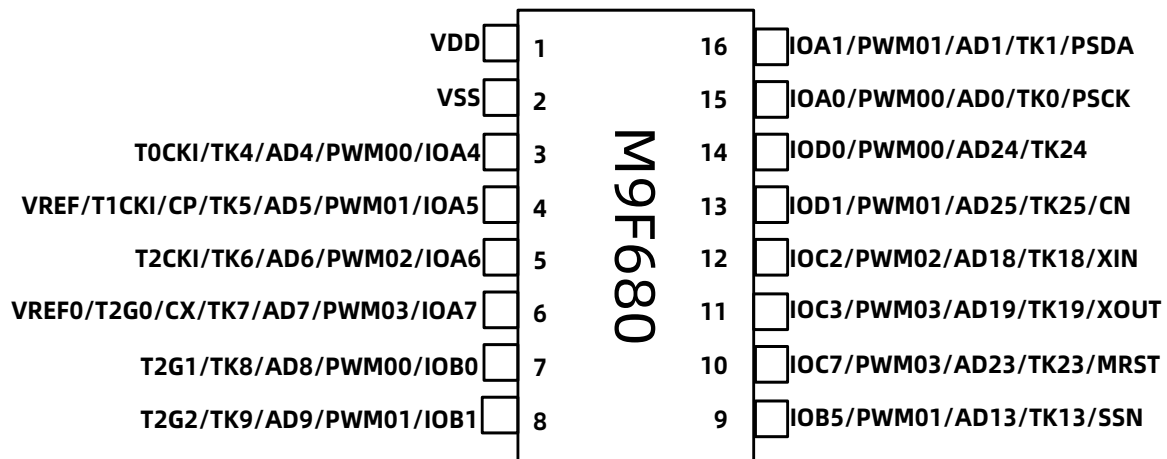 VDD 1 16 IOA1/PWM01/AD1/TK1/PSDA
VSS 2 15 IOA0/PWM00/AD0/TK0/PSCK
T0CKI/TK4/AD4/PWM00/IOA4 3 14 IOD0/PWM00/AD24/TK24
VREF/T1CKI/CP/TK5/AD5/PWM01/IOA5 4 13 IOD1/PWM01/AD25/TK25/CN
T2CKI/TK6/AD6/PWM02/IOA6 5 12 IOC2/PWM02/AD18/TK18/XIN
VREF0/T2G0/CX/TK7/AD7/PWM03/IOA7 6 11 IOC3/PWM03/AD19/TK19/XOUT
T2G1/TK8/AD8/PWM00/IOB0 7 10 IOC7/PWM03/AD23/TK23/MRST
T2G2/TK9/AD9/PWM01/IOB1 8 9 IOB5/PWM01/AD13/TK13/SSN
M9F680